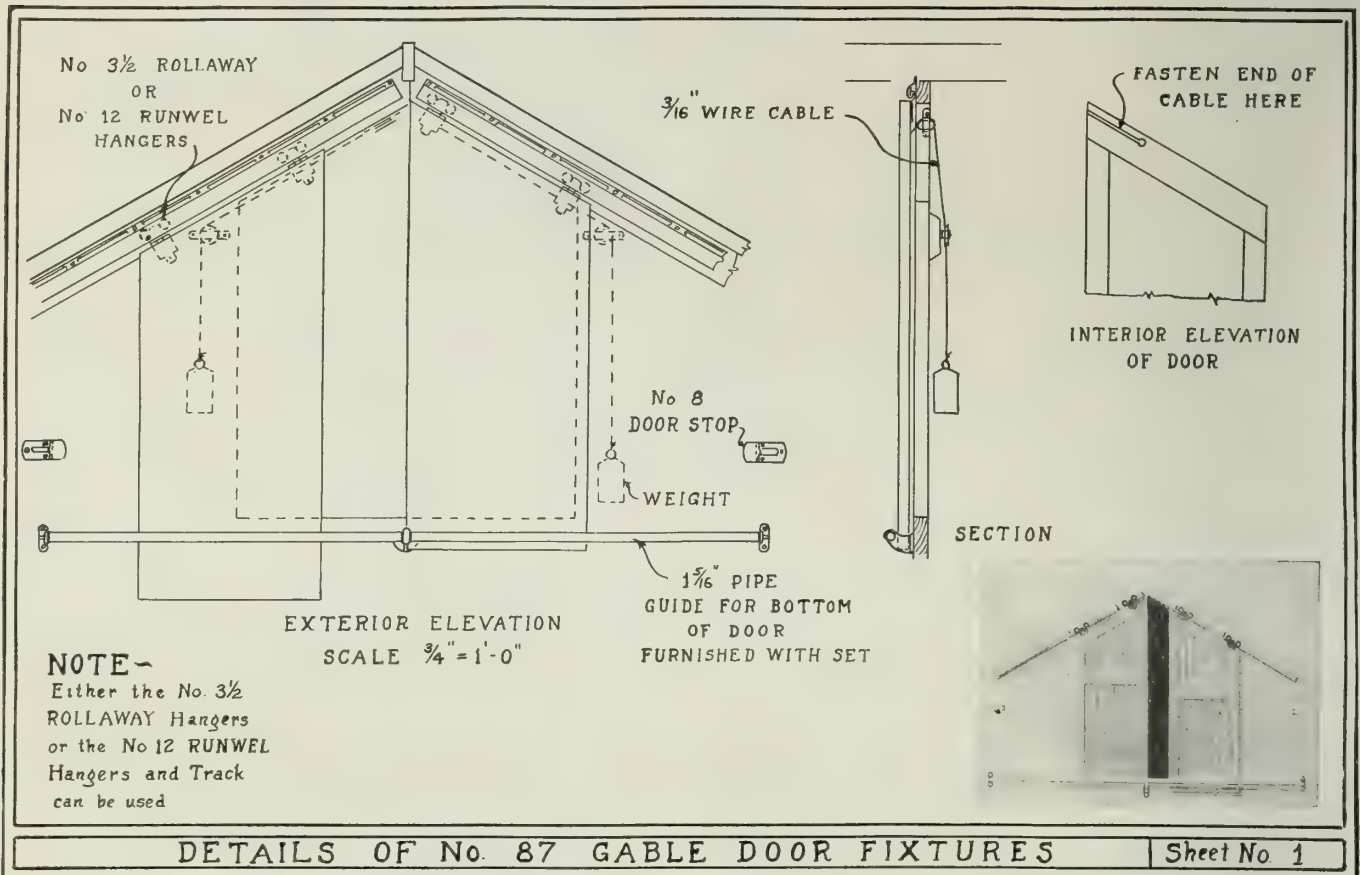 No 3½ ROLLAWAY
OR
No 12 RUNWEL
HANGERS
3/16" WIRE CABLE
FASTEN END OF
CABLE HERE
INTERIOR ELEVATION
OF DOOR
No 8
DOOR STOP
WEIGHT
SECTION
1 5/16" PIPE
GUIDE FOR BOTTOM
OF DOOR
FURNISHED WITH SET
EXTERIOR ELEVATION
SCALE ¾" = 1'-0"
NOTE~
Either the No. 3½
ROLLAWAY Hangers
or the No 12 RUNWEL
Hangers and Track
can be used
DETAILS OF No. 87 GABLE DOOR FIXTURES
Sheet No. 1